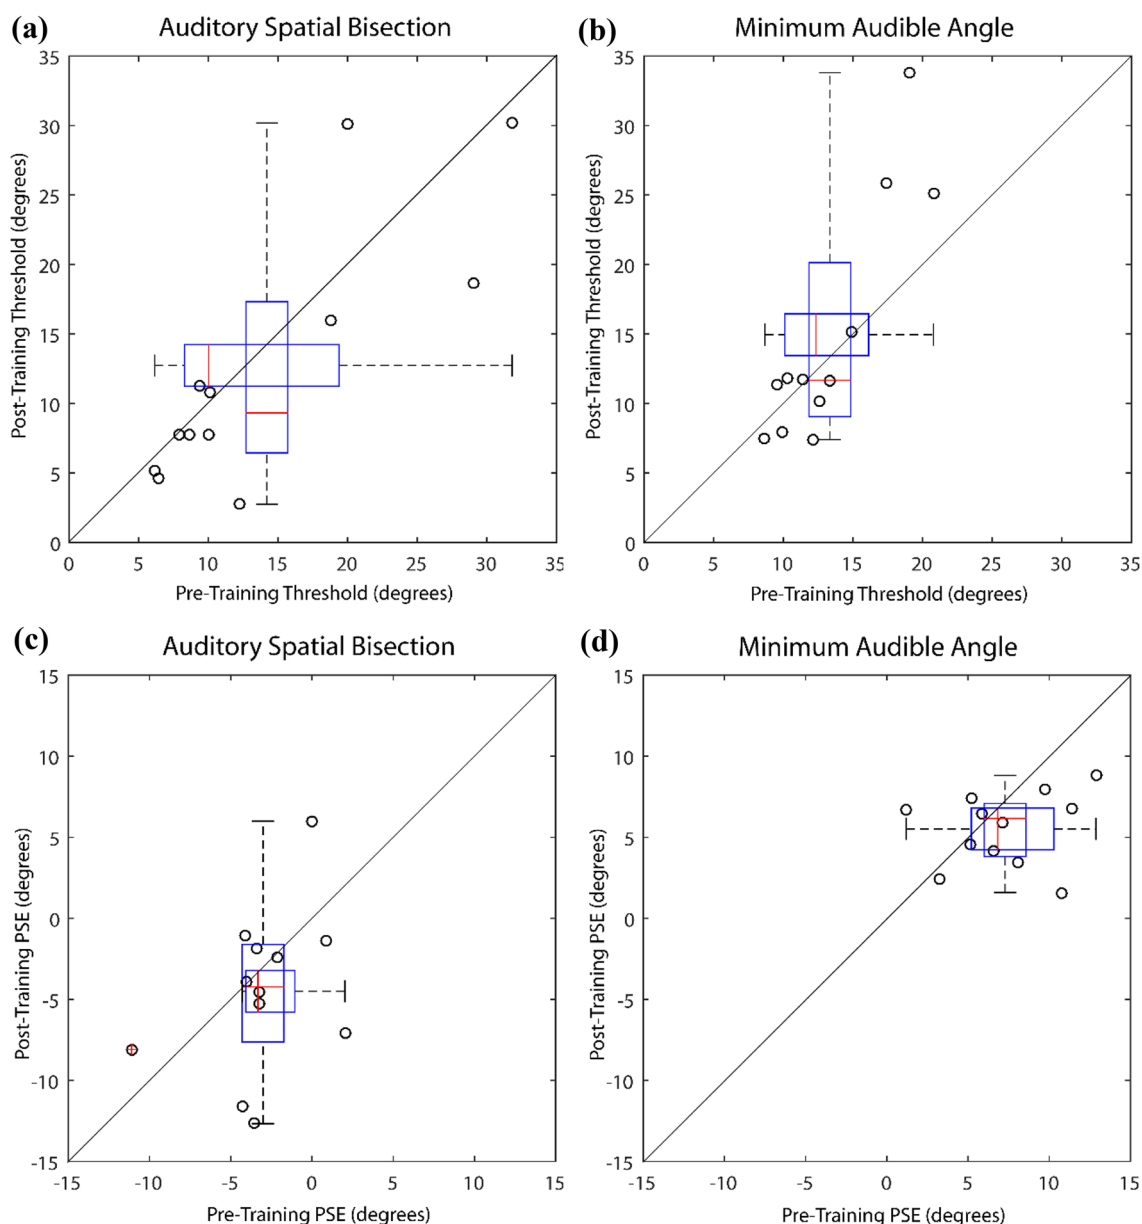 (a) Auditory Spatial Bisection
(b) Minimum Audible Angle
Post-Training Threshold (degrees)
35
30
25
20
15
10
5
0
0 5 10 15 20 25 30 35
Pre-Training Threshold (degrees)
Post-Training Threshold (degrees)
35
30
25
20
15
10
5
0
0 5 10 15 20 25 30 35
Pre-Training Threshold (degrees)
(c) Auditory Spatial Bisection
(d) Minimum Audible Angle
Post-Training PSE (degrees)
15
10
5
0
-5
-10
-15
-15 -10 -5 0 5 10 15
Pre-Training PSE (degrees)
Post-Training PSE (degrees)
15
10
5
0
-5
-10
-15
-15 -10 -5 0 5 10 15
Pre-Training PSE (degrees)